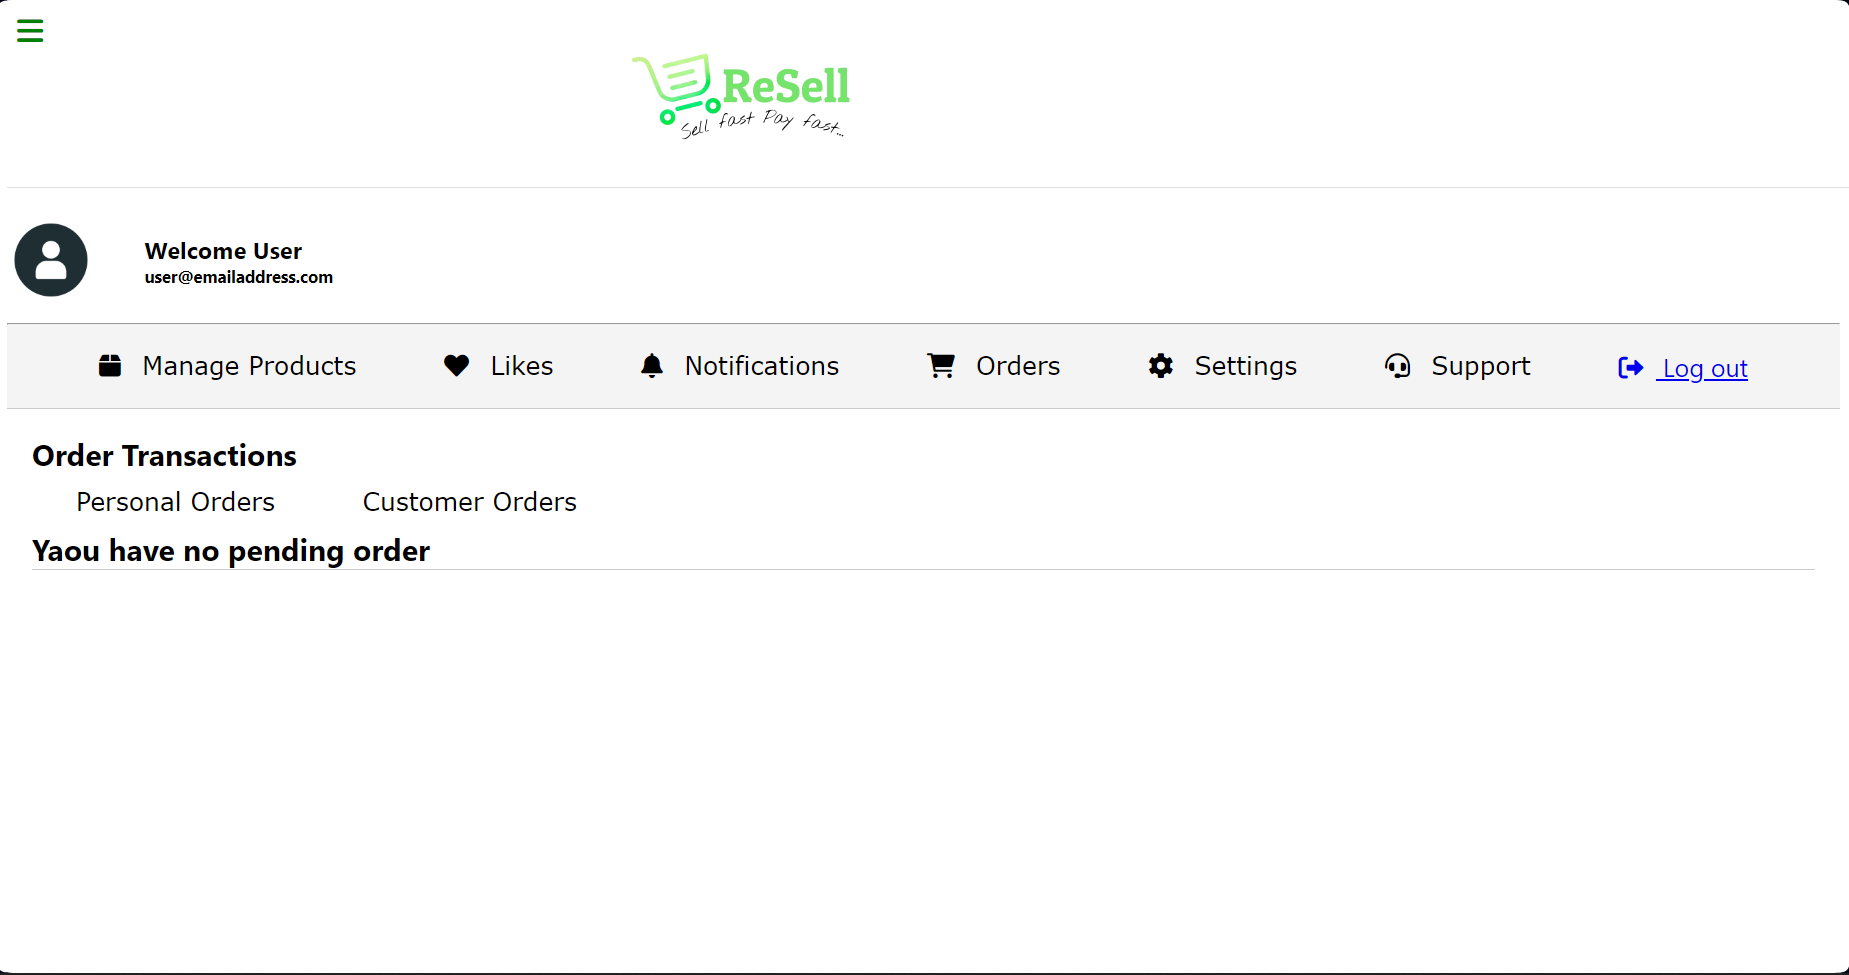 ReSell
Sell fast Pay fast...
Welcome User
user@emailaddress.com
Manage Products Likes Notifications Orders Settings Support Log out
Order Transactions
Personal Orders Customer Orders
Yaou have no pending order